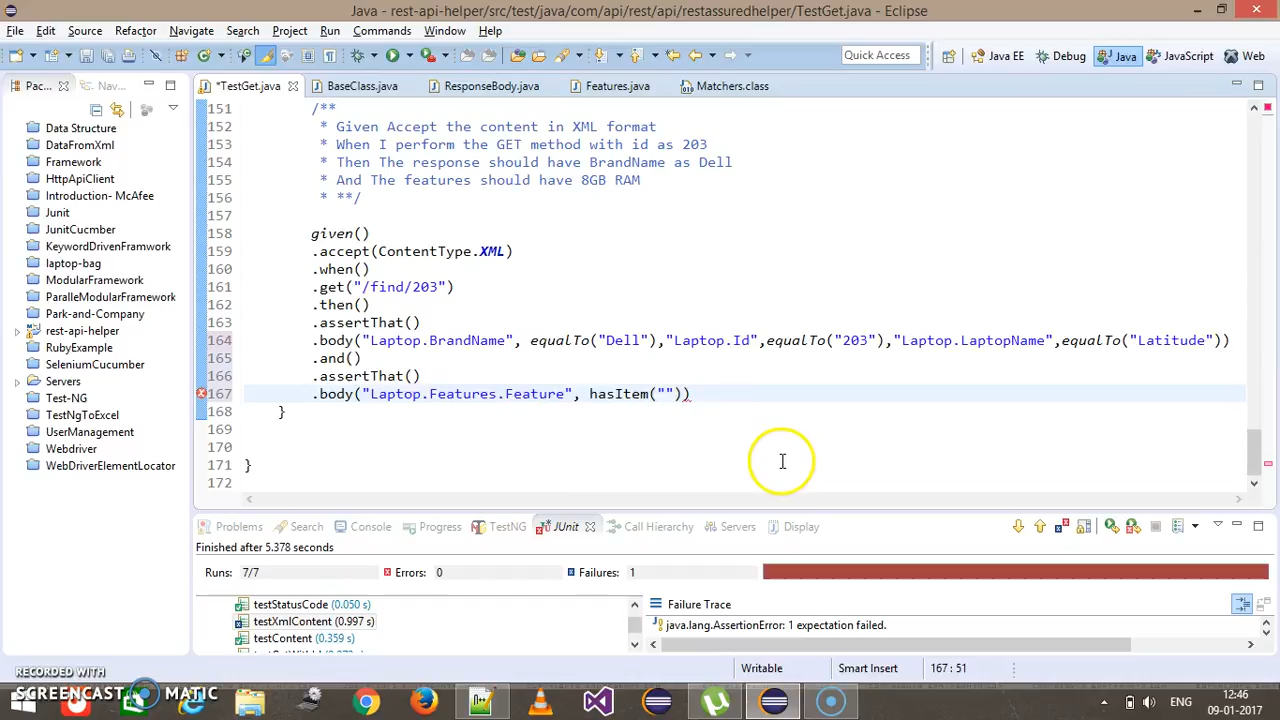 Java - rest-api-helper/src/test/java/com/api/rest/api/restassuredhelper/TestGet.java - Eclipse
File Edit Source Refactor Navigate Search Project Run Commands Window Help
Quick Access Java EE Debug Java JavaScript Web
Pac... Nav...
*TestGet.java BaseClass.java ResponseBody.java Features.java Matchers.class
Data Structure
DataFromXml
Framework
HttpApiClient
Introduction- McAfee
Junit
JunitCucmber
KeywordDrivenFramwork
laptop-bag
ModularFramework
ParalleModularFramework
Park-and-Company
rest-api-helper
RubyExample
SeleniumCucumber
Servers
Test-NG
TestNgToExcel
UserManagement
Webdriver
WebDriverElementLocator
151 /**
152 * Given Accept the content in XML format
153 * When I perform the GET method with id as 203
154 * Then The response should have BrandName as Dell
155 * And The features should have 8GB RAM
156 * **/
157
158 given()
159 .accept(ContentType.XML)
160 .when()
161 .get("/find/203")
162 .then()
163 .assertThat()
164 .body("Laptop.BrandName", equalTo("Dell"),"Laptop.Id",equalTo("203"),"Laptop.LaptopName",equalTo("Latitude"))
165 .and()
166 .assertThat()
167 .body("Laptop.Features.Feature", hasItem(""))
168 }
169
170
171 }
172
Problems Search Console Progress TestNG JUnit Call Hierarchy Servers Display
Finished after 5.378 seconds
Runs: 7/7 Errors: 0 Failures: 1
testStatusCode (0.050 s)
testXmlContent (0.997 s)
testContent (0.359 s)
Failure Trace
java.lang.AssertionError: 1 expectation failed.
Writable Smart Insert 167 : 51
RECORDED WITH
SCREENCAST MATIC
ENG
12:46
09-01-2017